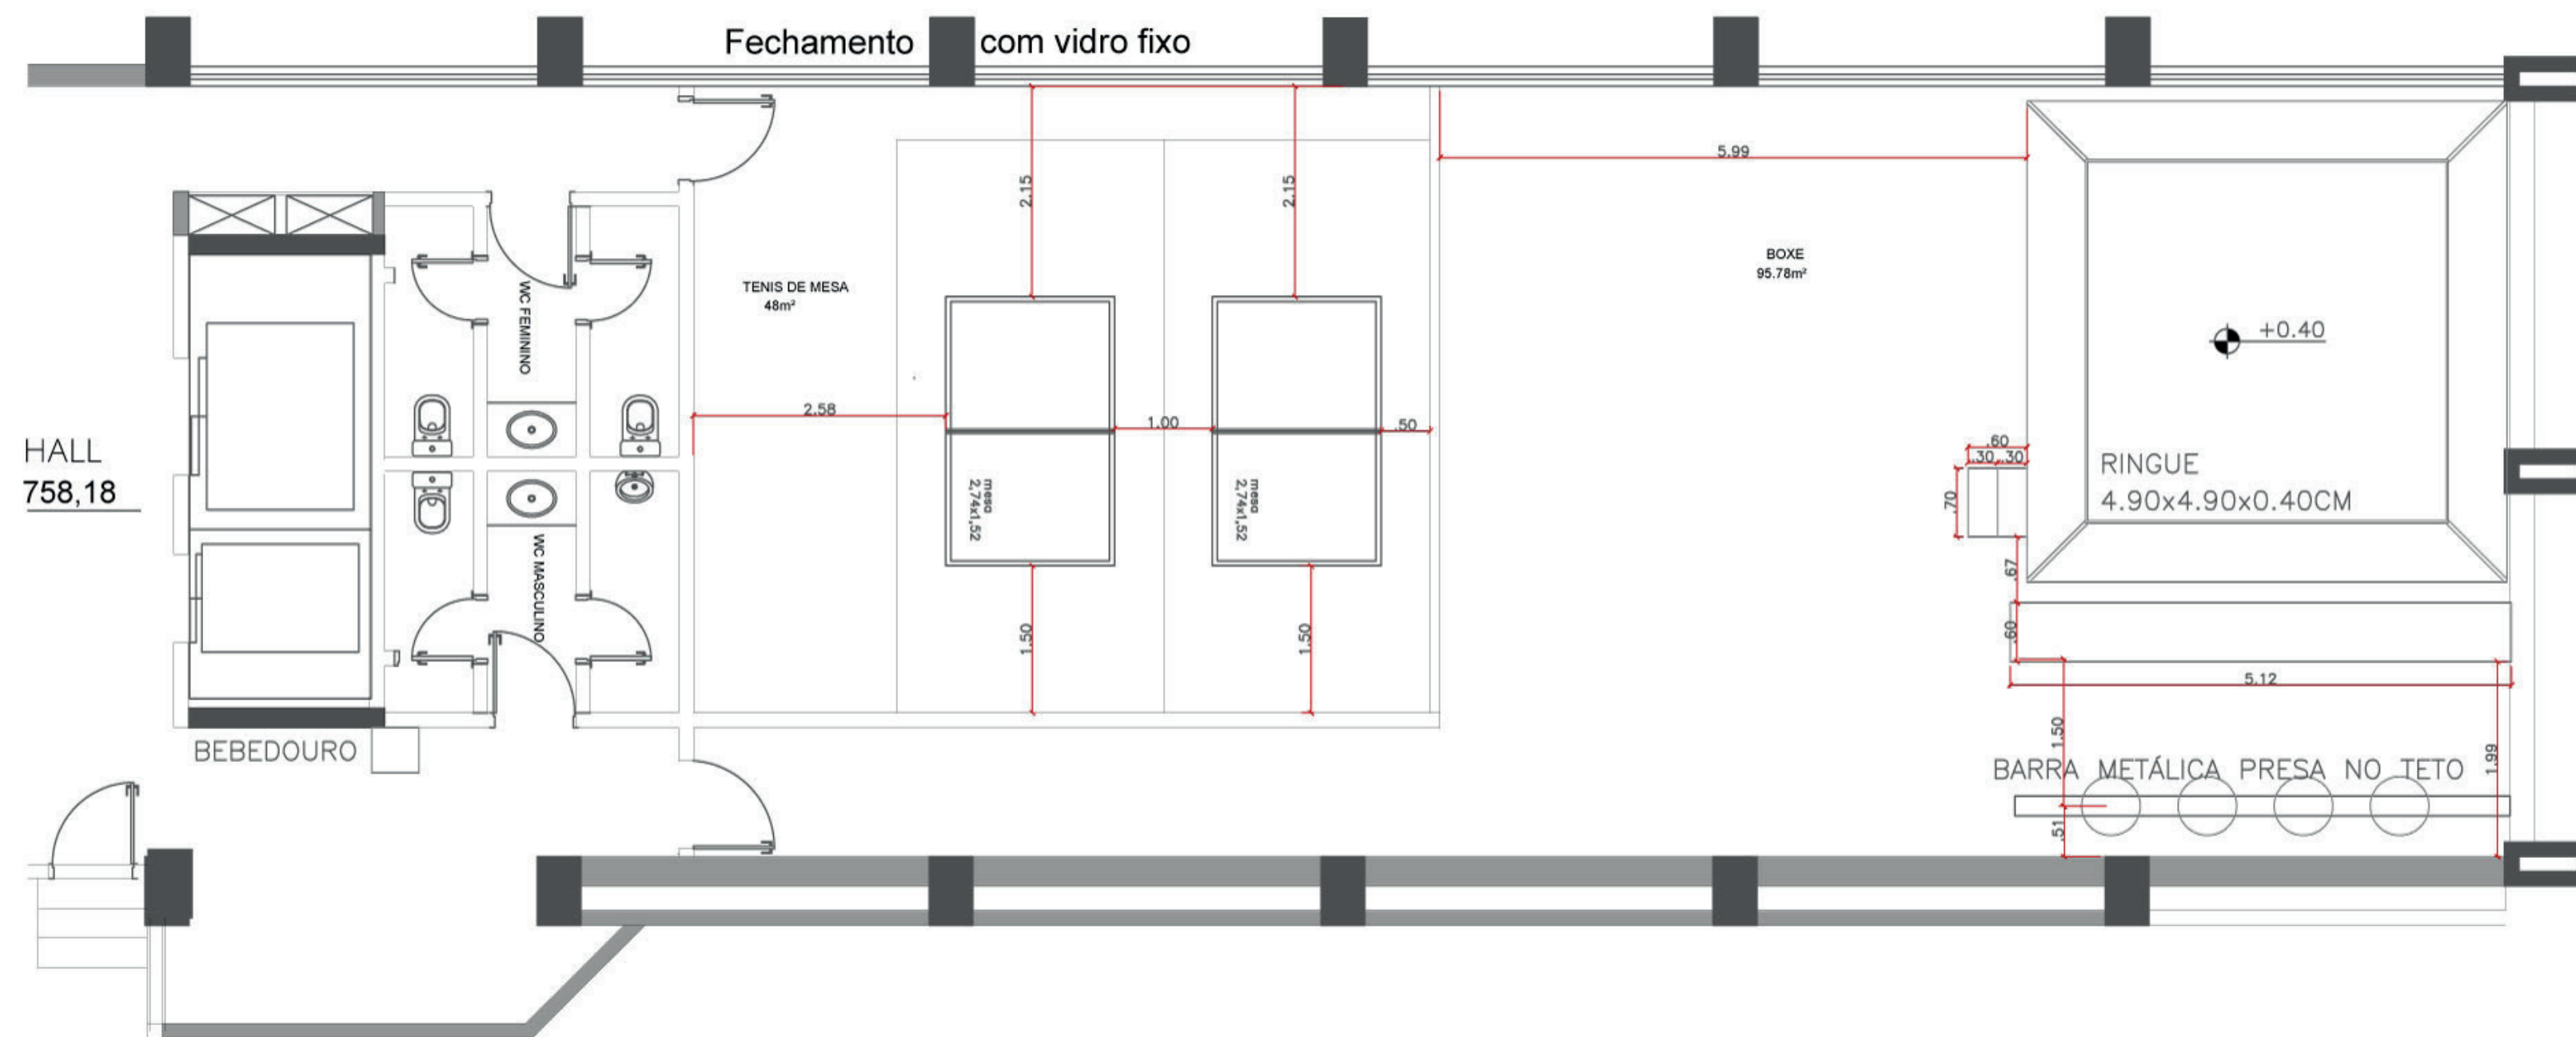 Fechamento com vidro fixo
5.99
2.15
2.15
BOXE
95.78m²
TENIS DE MESA
48m²
WC FEMININO
+0.40
2.58
1.00
.50
HALL
758,18
.60
.30 .30
.70
RINGUE
4.90x4.90x0.40CM
mesa
2,74x1,52
mesa
2,74x1,52
WC MASCULINO
.67
.60
1.50
1.50
5.12
BEBEDOURO
1.50
1.99
BARRA METÁLICA PRESA NO TETO
.51